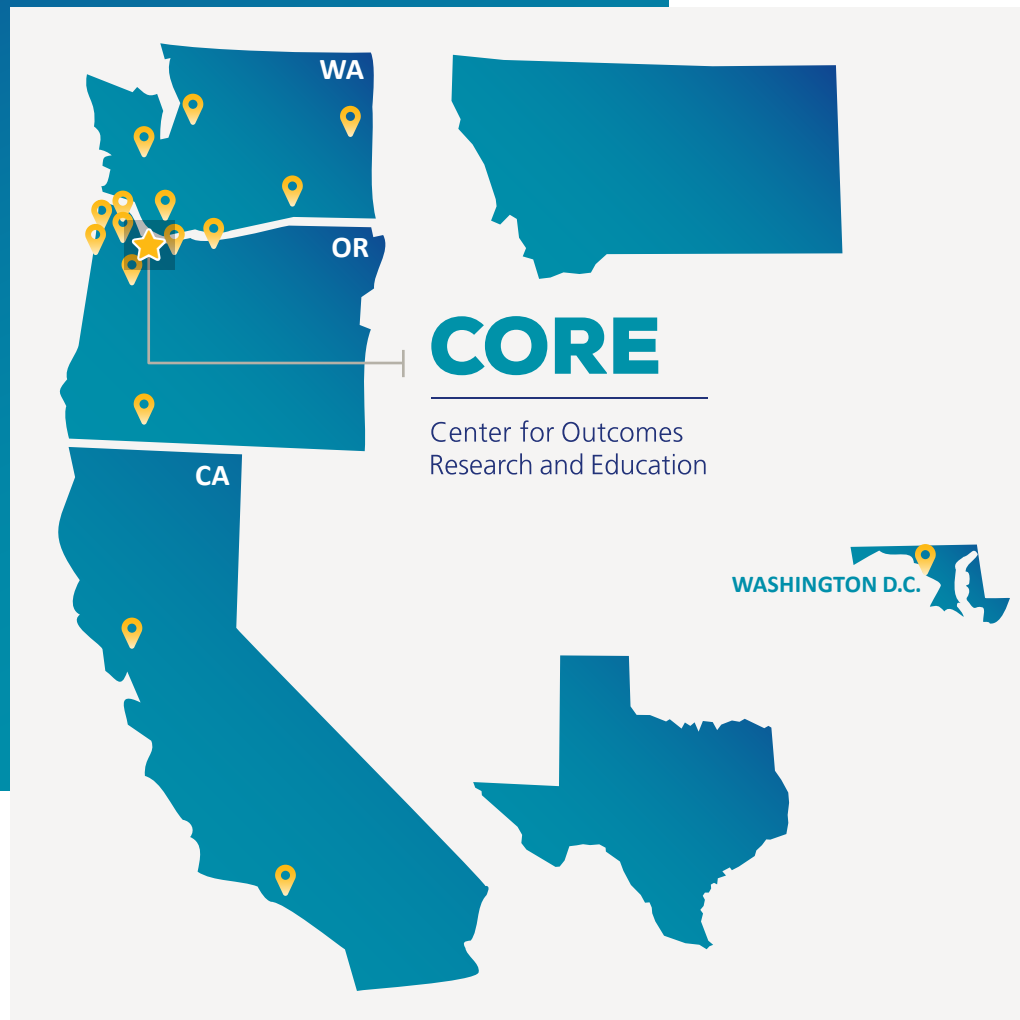 WA
OR
CORE
Center for Outcomes
Research and Education
CA
WASHINGTON D.C.